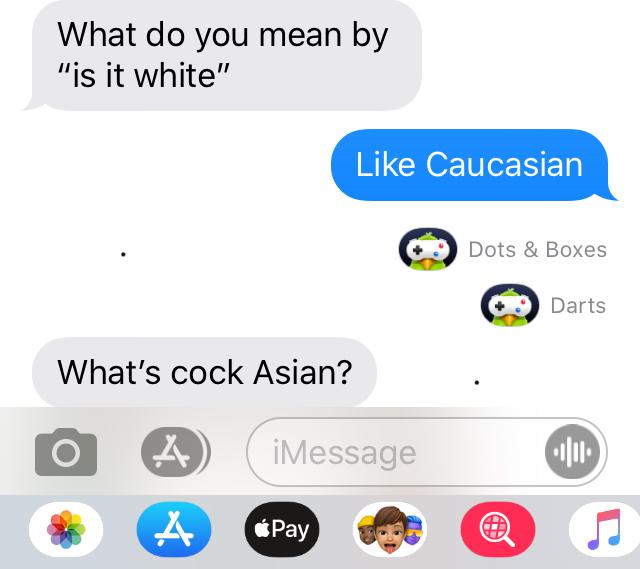 What do you mean by
“is it white”
Like Caucasian
Dots & Boxes
Darts
What’s cock Asian?
iMessage
Pay